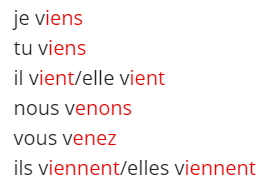 je viens
tu viens
il vient/elle vient
nous venons
vous venez
ils viennent/elles viennent